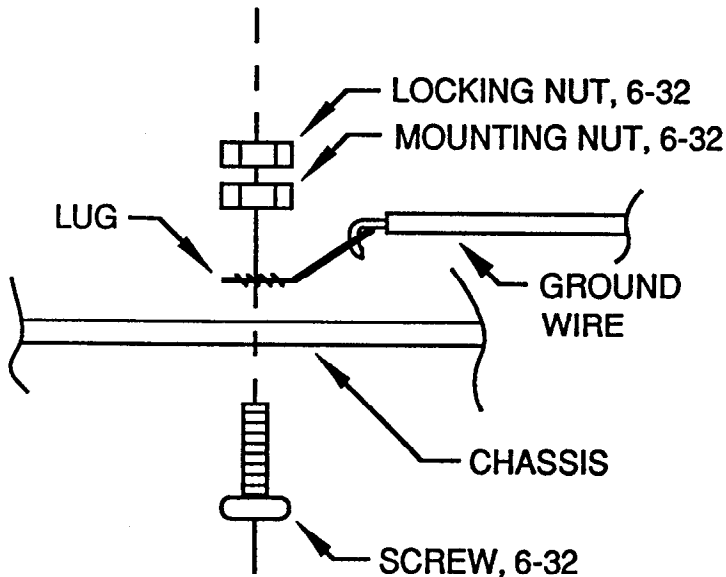 LOCKING NUT, 6-32
MOUNTING NUT, 6-32
LUG
GROUND
WIRE
CHASSIS
SCREW, 6-32